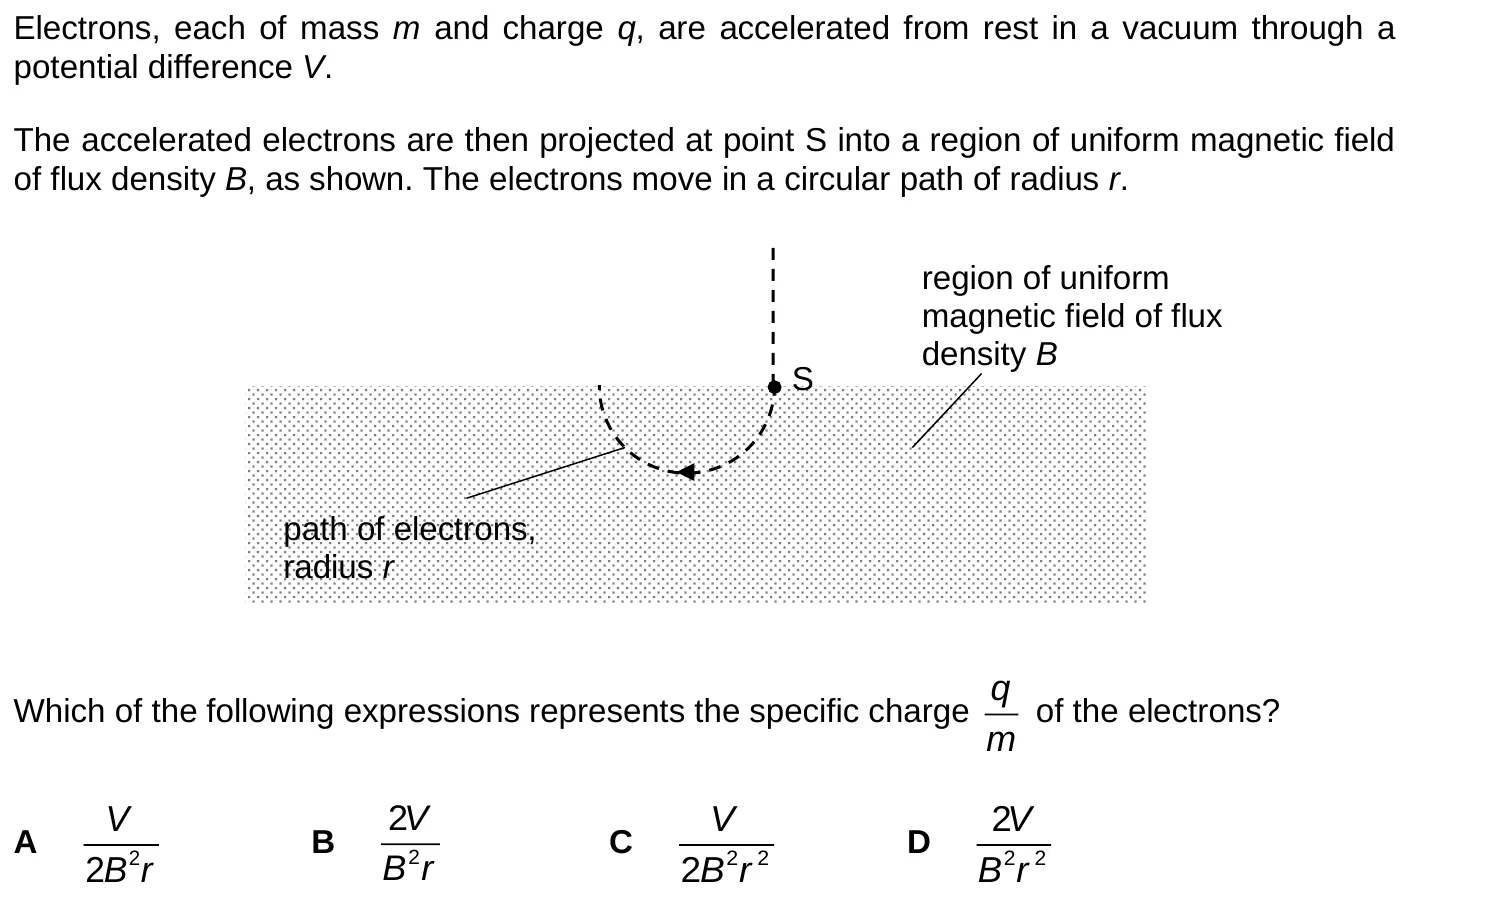 Electrons, each of mass m and charge q, are accelerated from rest in a vacuum through a
potential difference V.
The accelerated electrons are then projected at point S into a region of uniform magnetic field
of flux density B, as shown. The electrons move in a circular path of radius r.
region of uniform
magnetic field of flux
density B
S
path of electrons,
radius r
Which of the following expressions represents the specific charge q/m of the electrons?
A V/2B²r B 2V/B²r C V/2B²r² D 2V/B²r²